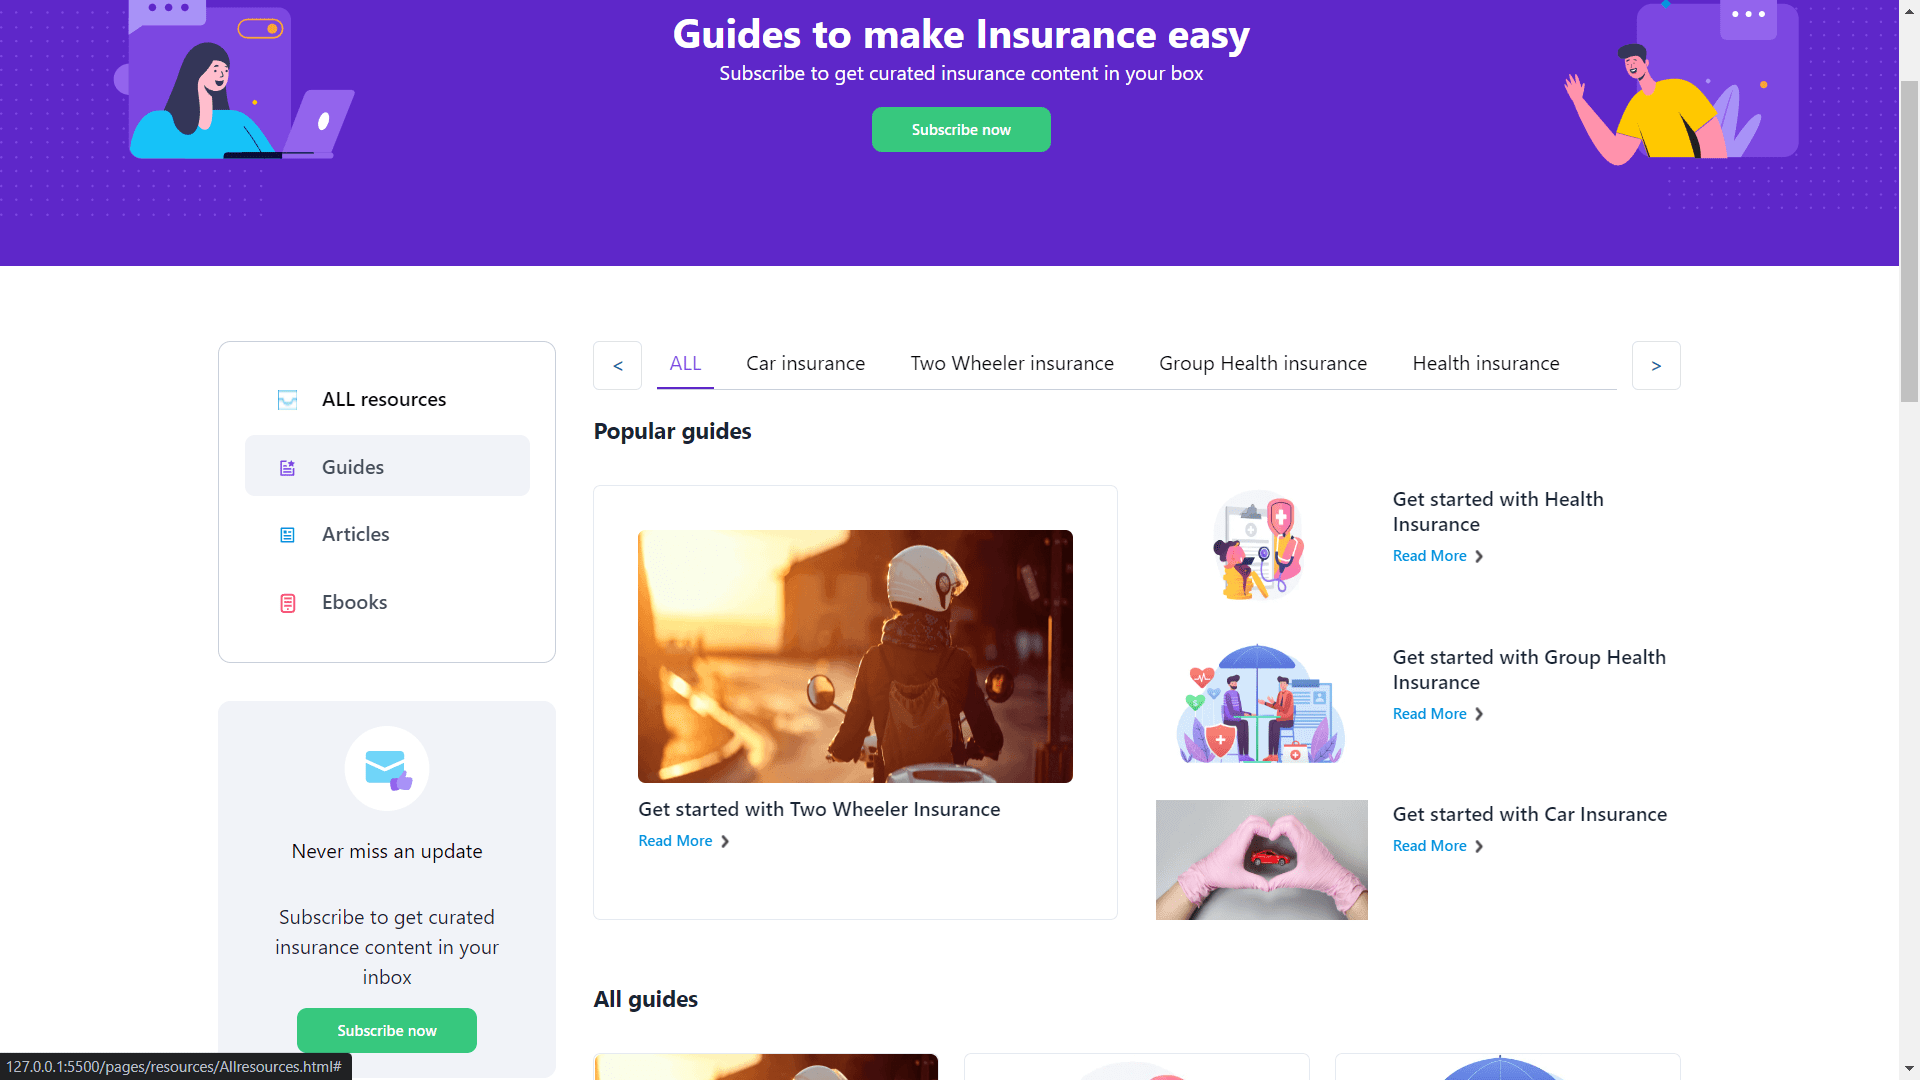 Guides to make Insurance easy
Subscribe to get curated insurance content in your box
Subscribe now
ALL resources
Guides
Articles
Ebooks
Never miss an update
Subscribe to get curated
insurance content in your
inbox
Subscribe now
<
ALL
Car insurance
Two Wheeler insurance
Group Health insurance
Health insurance
>
Popular guides
Get started with Two Wheeler Insurance
Read More
Get started with Health
Insurance
Read More
Get started with Group Health
Insurance
Read More
Get started with Car Insurance
Read More
All guides
127.0.0.1:5500/pages/resources/Allresources.html#